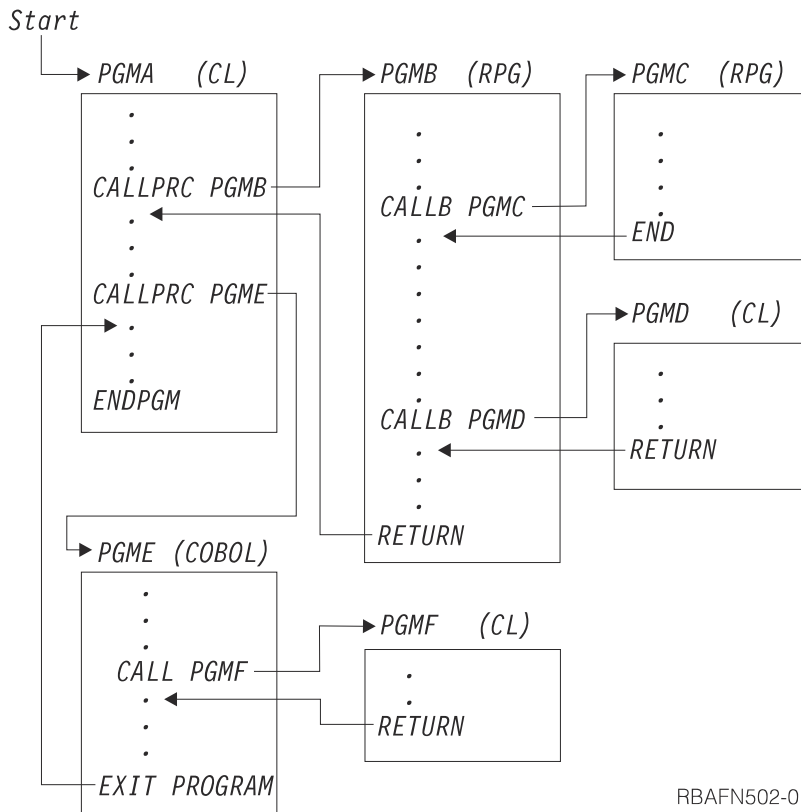 Start
PGMA (CL)
.
.
.
CALLPRC PGMB
.
.
.
CALLPRC PGME
.
.
.
ENDPGM
PGMB (RPG)
.
.
.
CALLB PGMC
.
.
.
.
.
.
CALLB PGMD
.
.
.
RETURN
PGMC (RPG)
.
.
.
.
END
PGMD (CL)
.
.
.
RETURN
PGME (COBOL)
.
.
.
CALL PGMF
.
.
.
EXIT PROGRAM
PGMF (CL)
.
.
RETURN
RBAFN502-0